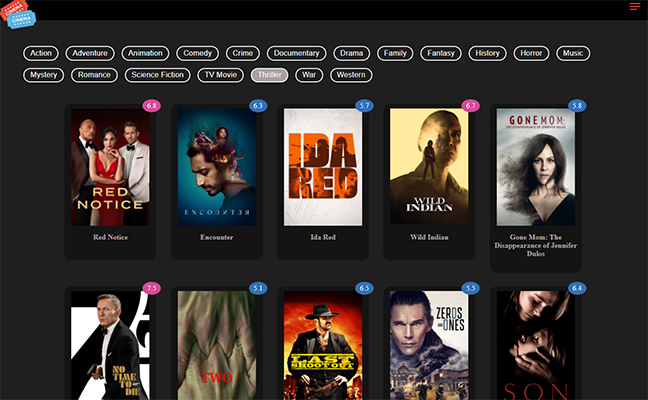 CINEMA
CINEMA
Action Adventure Animation Comedy Crime Documentary Drama Family Fantasy History Horror Music
Mystery Romance Science Fiction TV Movie Thriller War Western
6.8 6.3 5.7 6.7 5.8
RED
NOTICE
ENCOUNTER
IDA
RED
WILD
INDIAN
GONE MOM:
THE DISAPPEARANCE OF JENNIFER DULOS
Red Notice
Encounter
Ida Red
Wild Indian
Gone Mom: The
Disappearance of Jennifer
Dulos
7.5 5.1 6.5 5.5 6.4
NO
TIME
TO DIE
TWO
LAST
SHOOT OUT
ZEROS
AND ONES
SON